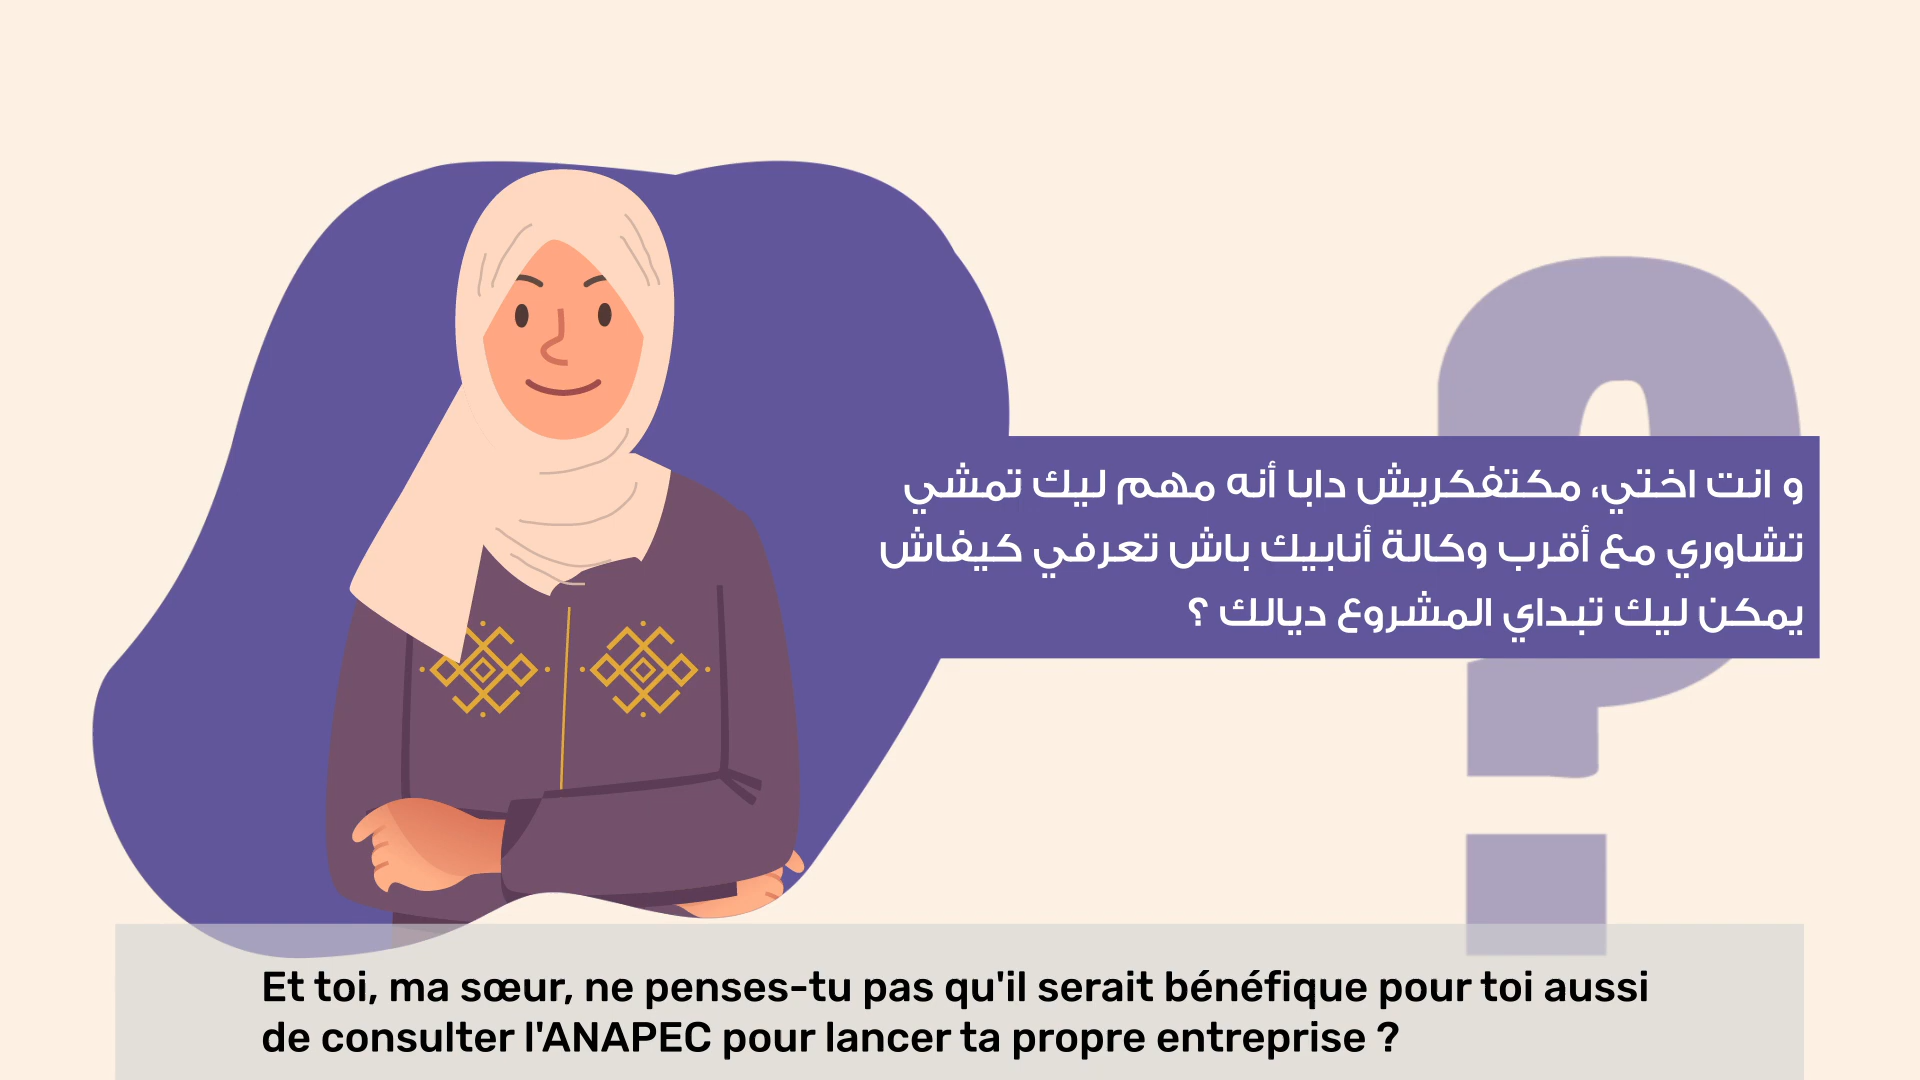 و انت اختي، مكتفكريش دابا أنه مهم ليك تمشي
تشاوري مع أقرب وكالة أنابيك باش تعرفي كيفاش
يمكن ليك تبداي المشروع ديالك ؟
Et toi, ma sœur, ne penses-tu pas qu'il serait bénéfique pour toi aussi
de consulter l'ANAPEC pour lancer ta propre entreprise ?